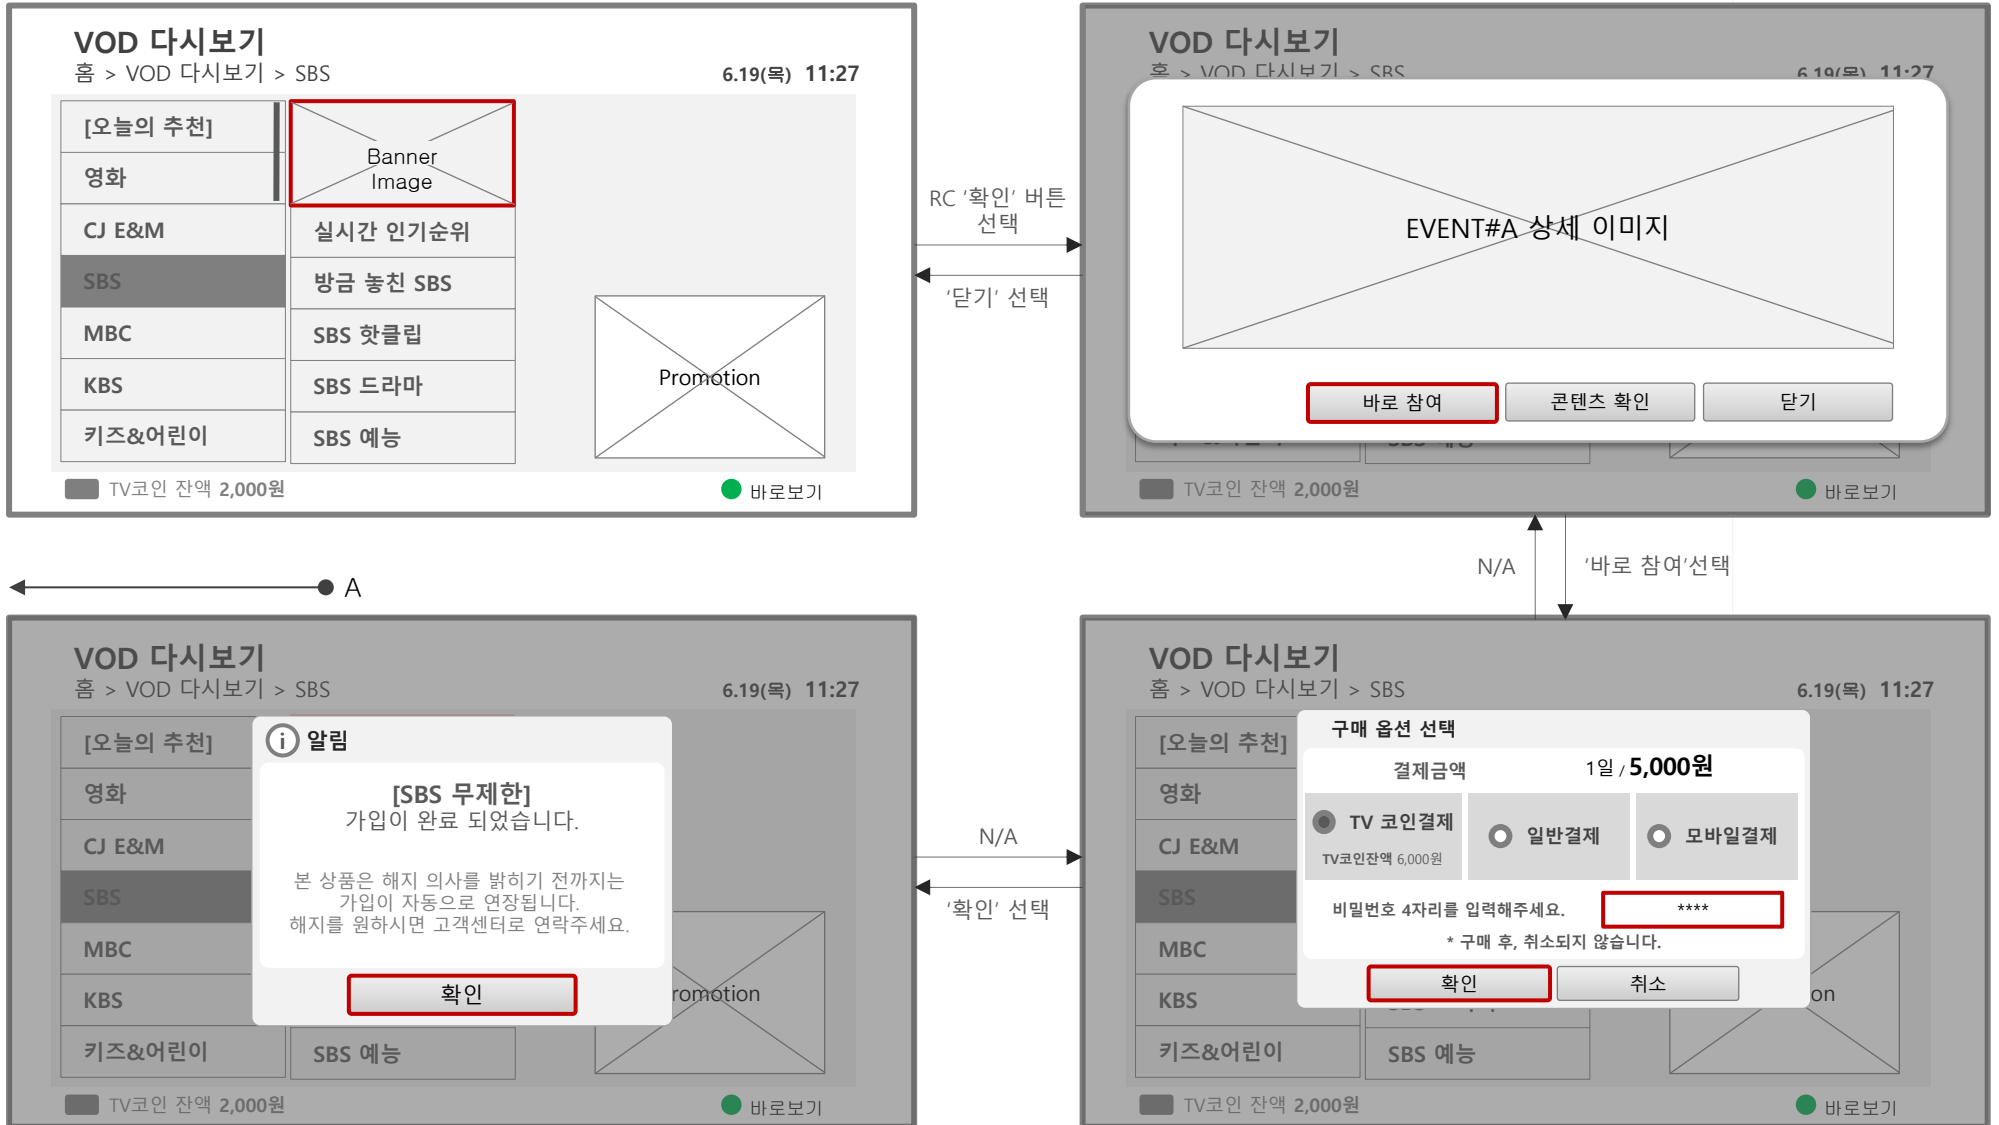 VOD 다시보기
홈 > VOD 다시보기 > SBS
6.19(목) 11:27
[오늘의 추천]
영화
CJ E&M
SBS
MBC
KBS
키즈&어린이
Banner
Image
실시간 인기순위
방금 놓친 SBS
SBS 핫클립
SBS 드라마
SBS 예능
Promotion
TV코인 잔액 2,000원
바로보기
RC '확인' 버튼
선택
'닫기' 선택
VOD 다시보기
홈 > VOD 다시보기 > SBS
6.19(목) 11:27
EVENT#A 상세 이미지
바로 참여
콘텐츠 확인
닫기
TV코인 잔액 2,000원
바로보기
N/A
'바로 참여'선택
A
VOD 다시보기
홈 > VOD 다시보기 > SBS
6.19(목) 11:27
[오늘의 추천]
영화
CJ E&M
SBS
MBC
KBS
키즈&어린이
i 알림
[SBS 무제한]
가입이 완료 되었습니다.
본 상품은 해지 의사를 밝히기 전까지는
가입이 자동으로 연장됩니다.
해지를 원하시면 고객센터로 연락주세요.
확인
romotion
SBS 예능
TV코인 잔액 2,000원
바로보기
N/A
'확인' 선택
VOD 다시보기
홈 > VOD 다시보기 > SBS
6.19(목) 11:27
[오늘의 추천]
영화
CJ E&M
SBS
MBC
KBS
키즈&어린이
구매 옵션 선택
결제금액
1일 / 5,000원
TV 코인결제
TV코인잔액 6,000원
일반결제
모바일결제
비밀번호 4자리를 입력해주세요.
****
* 구매 후, 취소되지 않습니다.
확인
취소
on
SBS 예능
TV코인 잔액 2,000원
바로보기